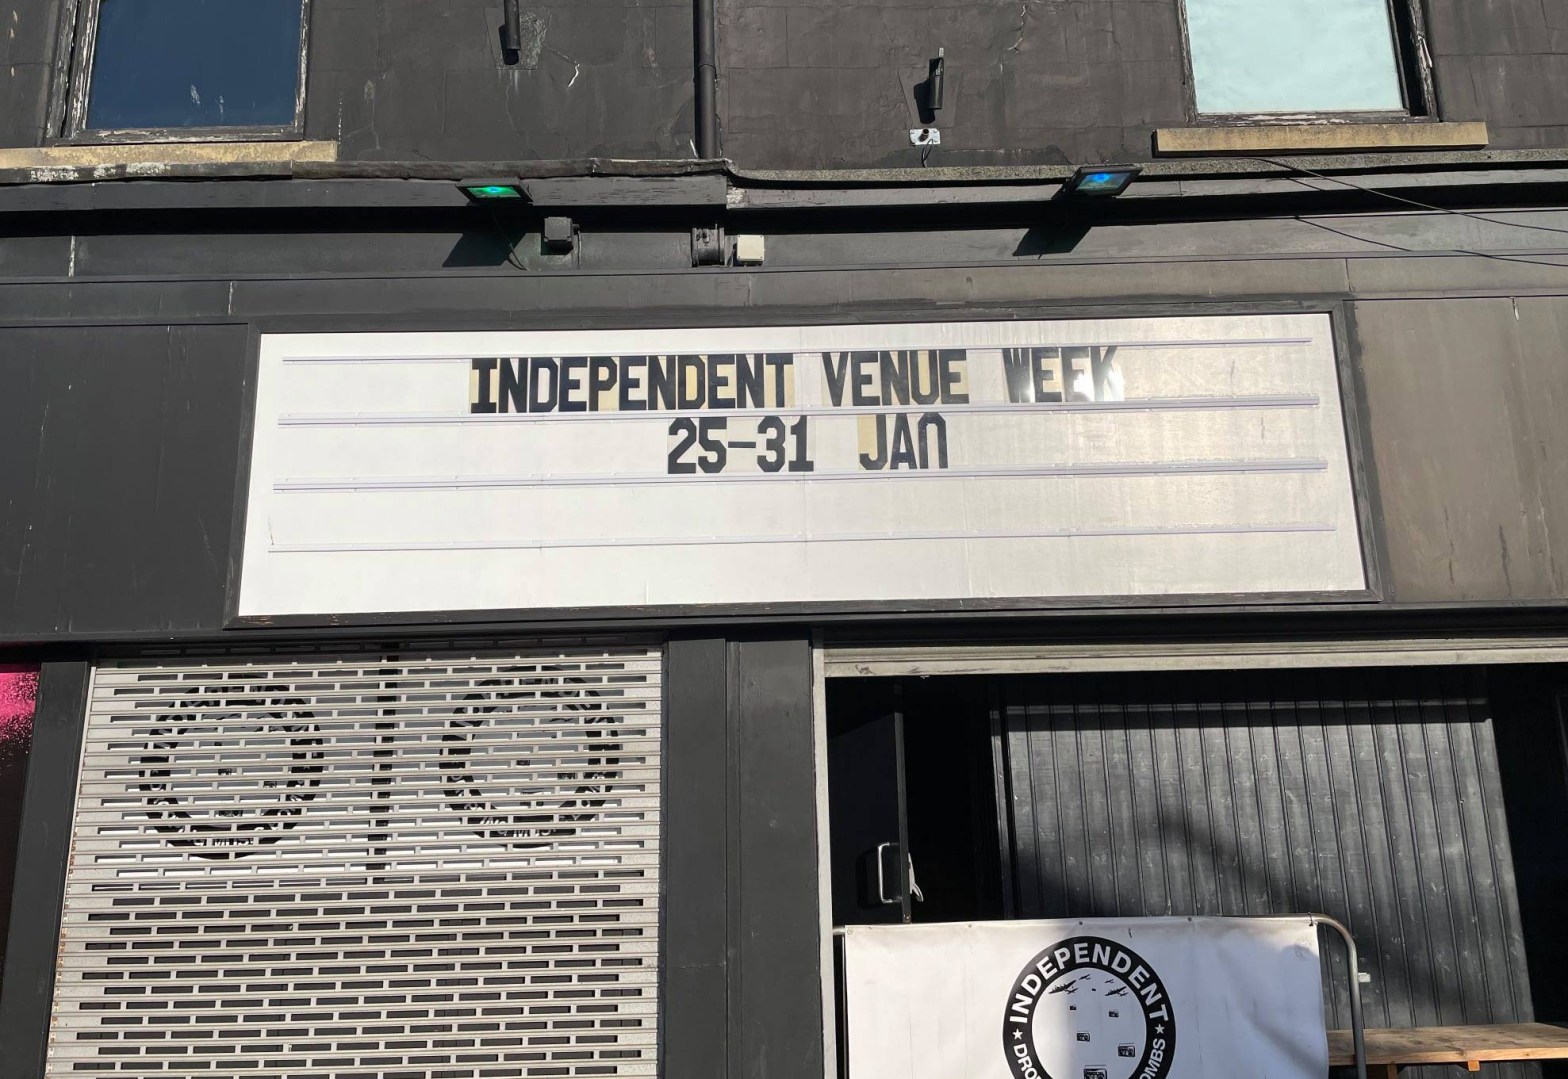 INDEPENDENT VENUE WEEK
25-31 JAN
INDEPENDENT